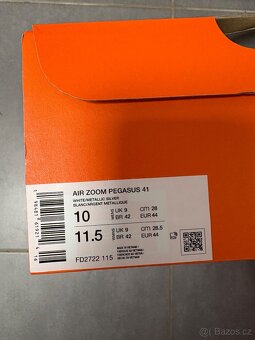 AIR ZOOM PEGASUS 41
WHITE/METALLIC SILVER
BLANC/ARGENT METALLIQUE
10 UK 9 CM 28
BR 42 EUR 44
11.5 UK 9 CM 28.5
BR 42 EUR 44
FD2722 115
Bazos.cz